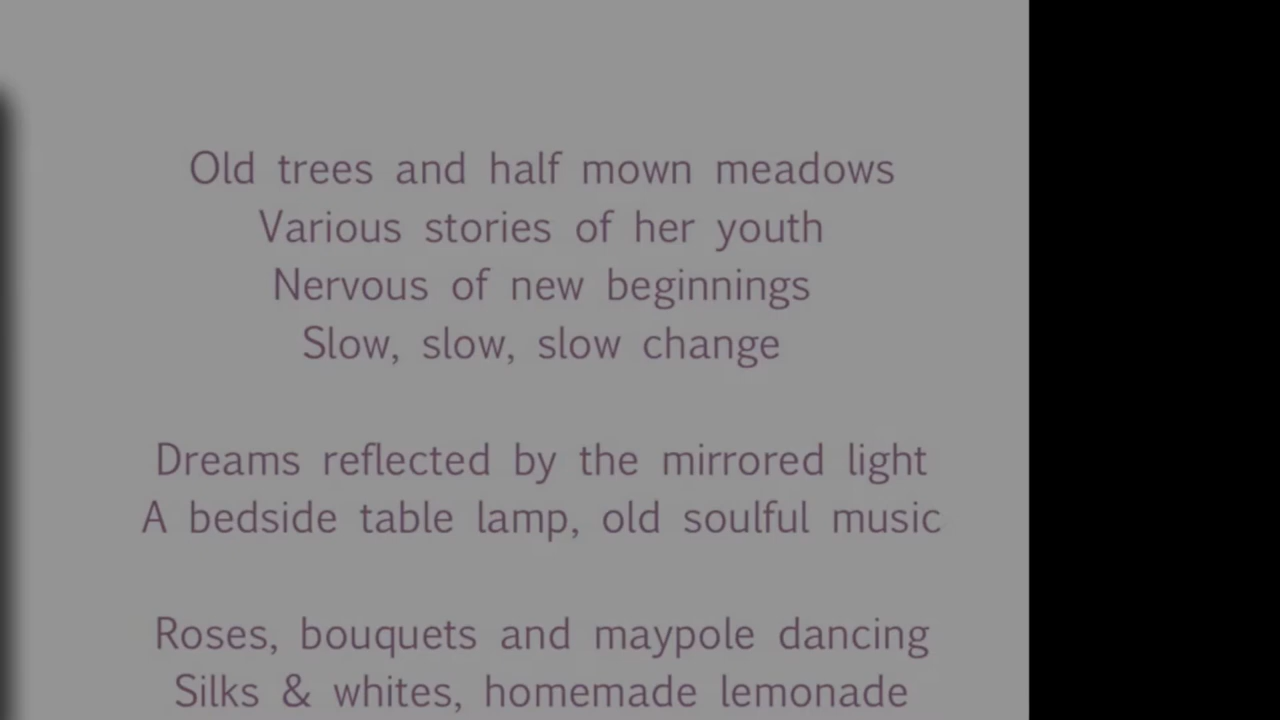 Old trees and half mown meadows
Various stories of her youth
Nervous of new beginnings
Slow, slow, slow change
Dreams reflected by the mirrored light
A bedside table lamp, old soulful music
Roses, bouquets and maypole dancing
Silks & whites, homemade lemonade